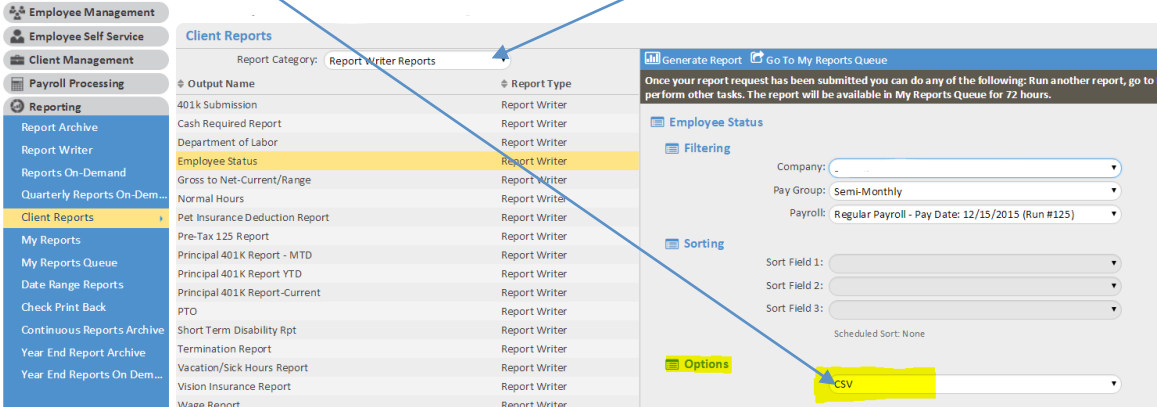 Employee Management
Employee Self Service
Client Management
Payroll Processing
Reporting
Report Archive
Report Writer
Reports On-Demand
Quarterly Reports On-Dem...
Client Reports
My Reports
My Reports Queue
Date Range Reports
Check Print Back
Continuous Reports Archive
Year End Report Archive
Year End Reports On Dem...
Client Reports
Report Category: Report Writer Reports
Output Name Report Type
401k Submission Report Writer
Cash Required Report Report Writer
Department of Labor Report Writer
Employee Status Report Writer
Gross to Net-Current/Range Report Writer
Normal Hours Report Writer
Pet Insurance Deduction Report Report Writer
Pre-Tax 125 Report Report Writer
Principal 401K Report - MTD Report Writer
Principal 401K Report YTD Report Writer
Principal 401K Report-Current Report Writer
PTO Report Writer
Short Term Disability Rpt Report Writer
Termination Report Report Writer
Vacation/Sick Hours Report Report Writer
Vision Insurance Report Report Writer
Wage Report Report Writer
Generate Report Go To My Reports Queue
Once your report request has been submitted you can do any of the following: Run another report, go to
perform other tasks. The report will be available in My Reports Queue for 72 hours.
Employee Status
Filtering
Company:
Pay Group: Semi-Monthly
Payroll: Regular Payroll - Pay Date: 12/15/2015 (Run #125)
Sorting
Sort Field 1:
Sort Field 2:
Sort Field 3:
Scheduled Sort: None
Options
CSV